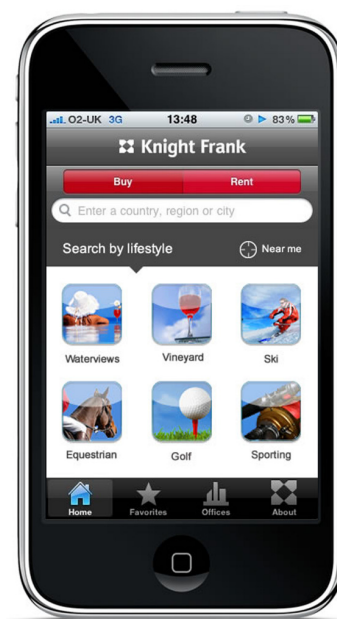 O2-UK 3G 13:48 83%
Knight Frank
Buy Rent
Enter a country, region or city
Search by lifestyle Near me
Waterviews Vineyard Ski
Equestrian Golf Sporting
Home Favorites Offices About